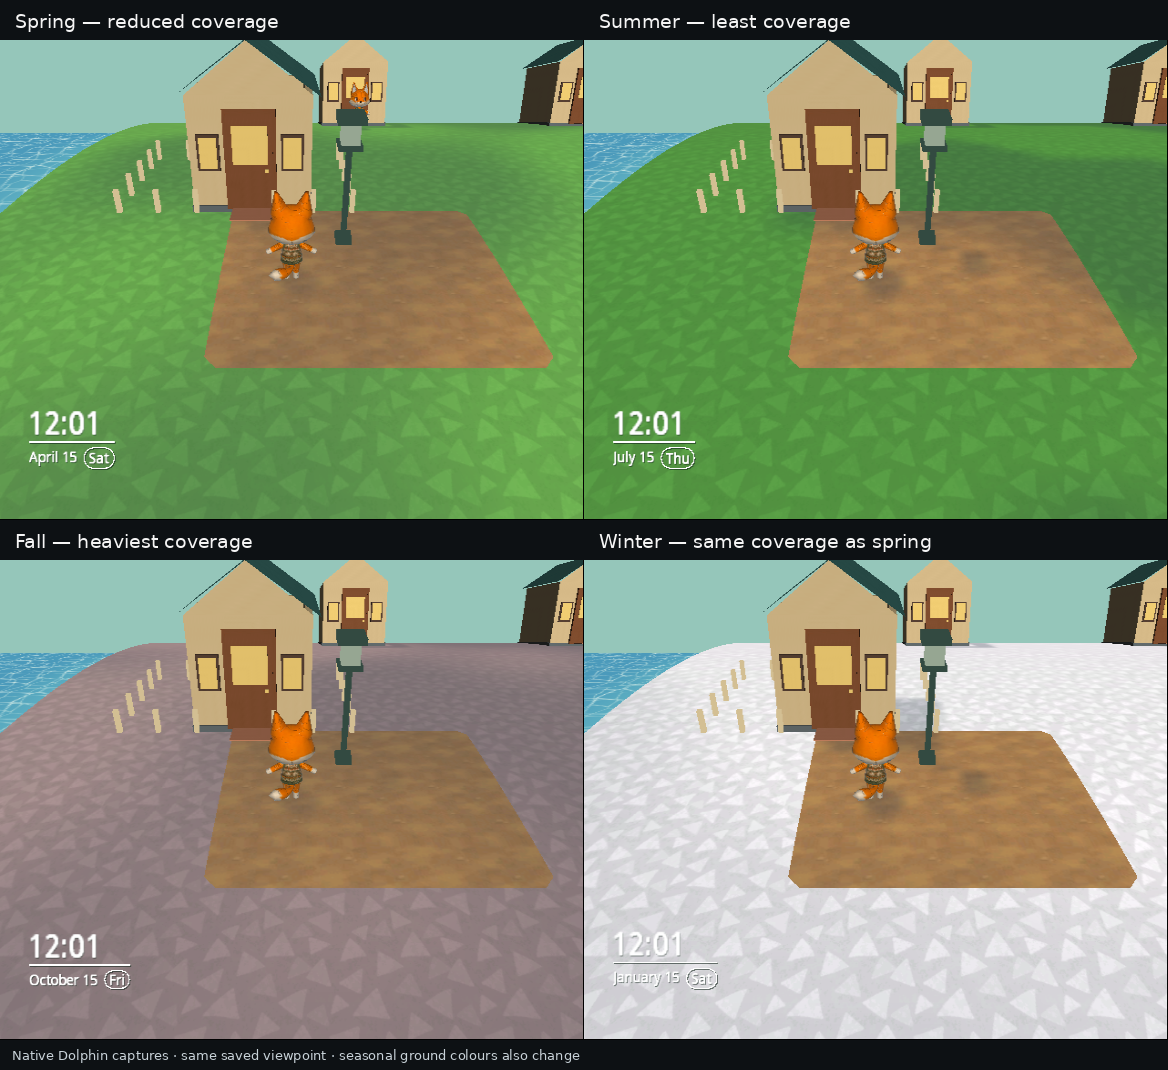 Spring — reduced coverage
Summer — least coverage
12:01
April 15 Sat
12:01
July 15 Thu
Fall — heaviest coverage
Winter — same coverage as spring
12:01
October 15 Fri
12:01
January 15 Sat
Native Dolphin captures · same saved viewpoint · seasonal ground colours also change